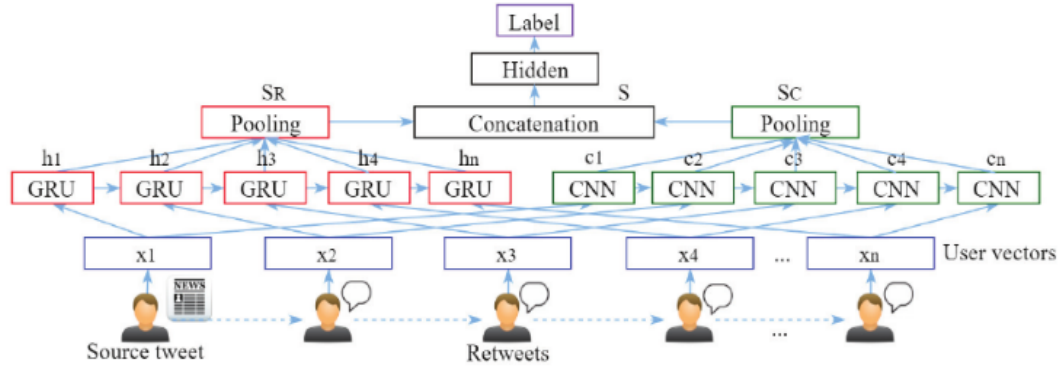 Label
Hidden
SR S SC
Pooling Concatenation Pooling
h1 h2 h3 h4 hn c1 c2 c3 c4 cn
GRU GRU GRU GRU GRU CNN CNN CNN CNN CNN
x1 x2 x3 x4 ... xn User vectors
NEWS
...
Source tweet Retweets